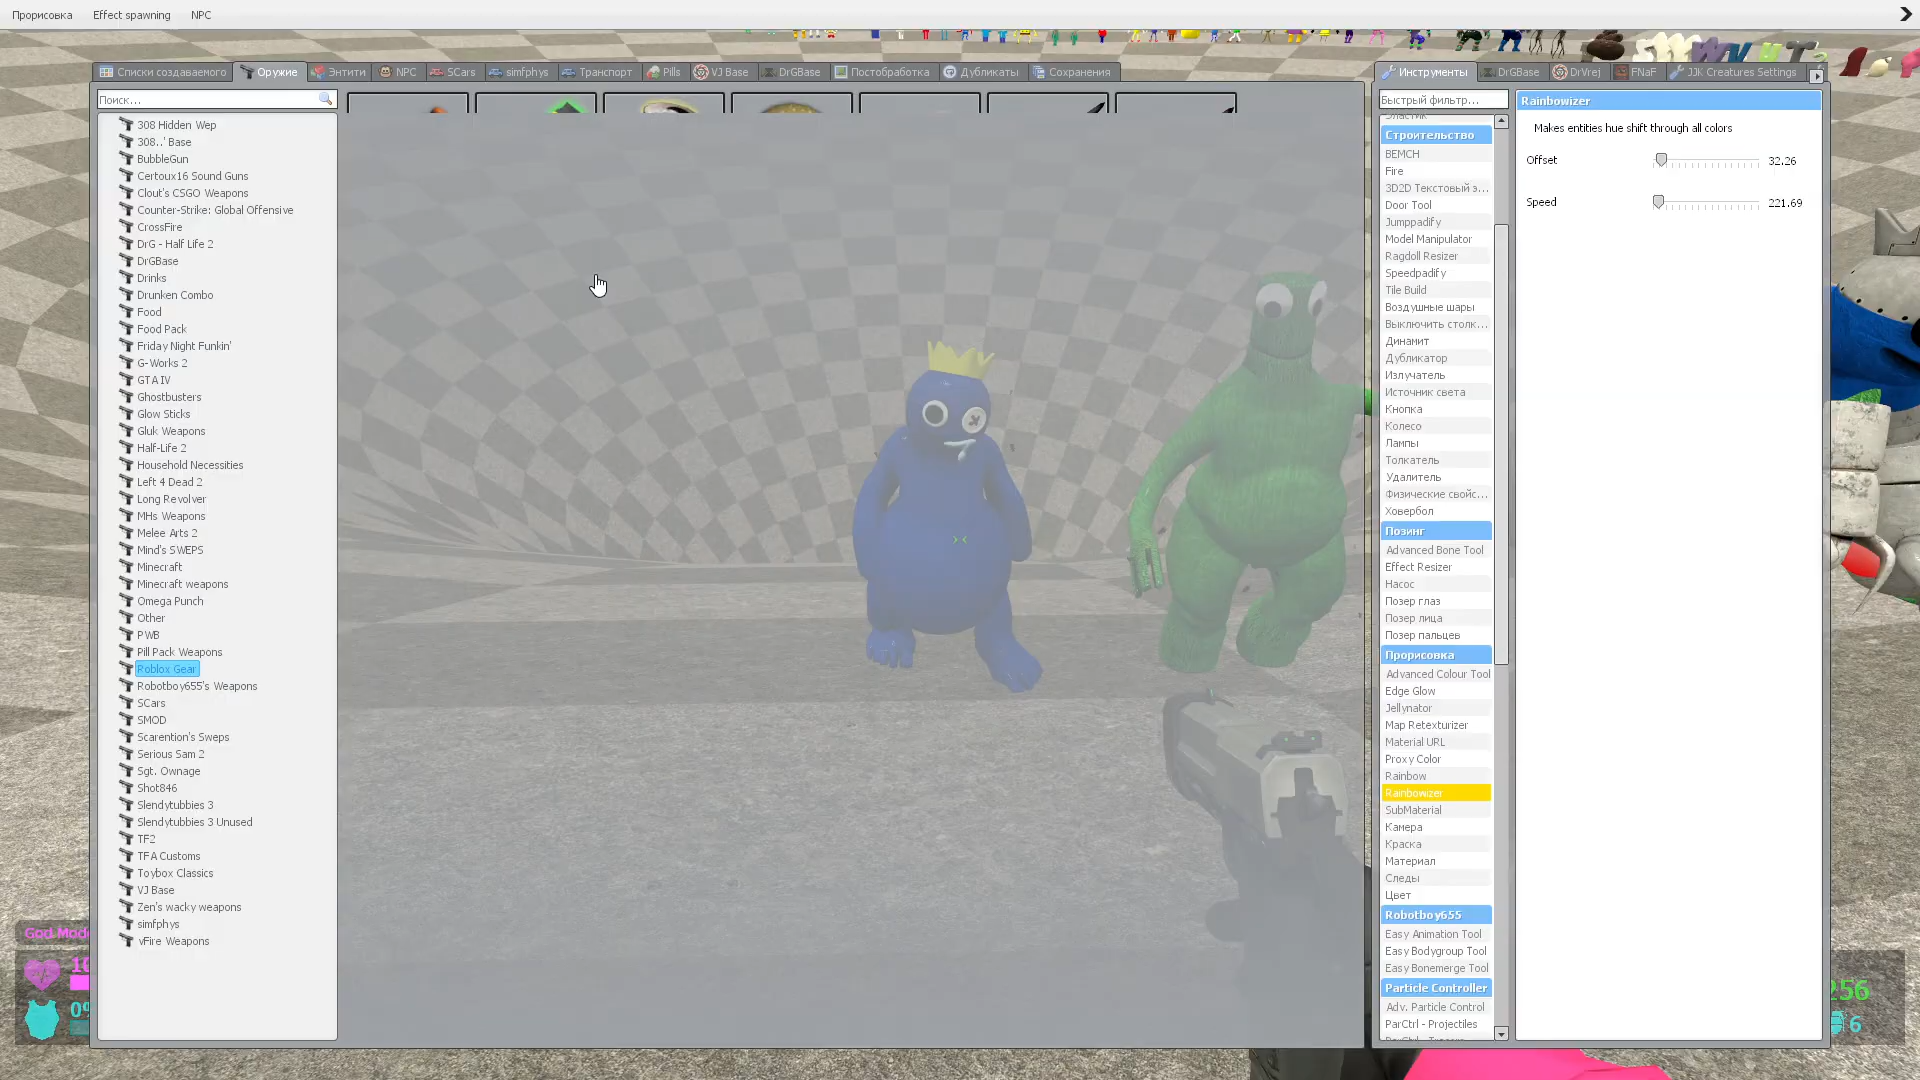 Прорисовка Effect spawning NPC
Списки создаваемого Оружие Энтити NPC SCars simfphys Транспорт Pills VJ Base DrGBase Постобработка Дубликаты Сохранения
Поиск...
308 Hidden Wep
308..' Base
BubbleGun
Certoux16 Sound Guns
Clout's CSGO Weapons
Counter-Strike: Global Offensive
CrossFire
DrG - Half Life 2
DrGBase
Drinks
Drunken Combo
Food
Food Pack
Friday Night Funkin'
G-Works 2
GTA IV
Ghostbusters
Glow Sticks
Gluk Weapons
Half-Life 2
Household Necessities
Left 4 Dead 2
Long Revolver
MHs Weapons
Melee Arts 2
Mind's SWEPS
Minecraft
Minecraft weapons
Omega Punch
Other
PWB
Pill Pack Weapons
Roblox Gear
Robotboy655's Weapons
SCars
SMOD
Scarention's Sweps
Serious Sam 2
Sgt. Ownage
Shot846
Slendytubbies 3
Slendytubbies 3 Unused
TF2
TFA Customs
Toybox Classics
VJ Base
Zen's wacky weapons
simfphys
vFire Weapons
Инструменты DrGBase DrVrej FNaF JJK Creatures Settings
Быстрый фильтр...
Эластик
Строительство
BEMCH
Fire
3D2D Текстовый э...
Door Tool
Jumppadify
Model Manipulator
Ragdoll Resizer
Speedpadify
Tile Build
Воздушные шары
Выключить столк...
Динамит
Дубликатор
Излучатель
Источник света
Кнопка
Колесо
Лампы
Толкатель
Удалитель
Физические свойс...
Ховербол
Позинг
Advanced Bone Tool
Effect Resizer
Насос
Позер глаз
Позер лица
Позер пальцев
Прорисовка
Advanced Colour Tool
Edge Glow
Jellynator
Map Retexturizer
Material URL
Proxy Color
Rainbow
Rainbowizer
SubMaterial
Камера
Краска
Материал
Следы
Цвет
Robotboy655
Easy Animation Tool
Easy Bodygroup Tool
Easy Bonemerge Tool
Particle Controller
Adv. Particle Control
ParCtrl - Projectiles
Rainbowizer
Makes entities hue shift through all colors
Offset 32.26
Speed 221.69
God Mode
10
0%
256
6